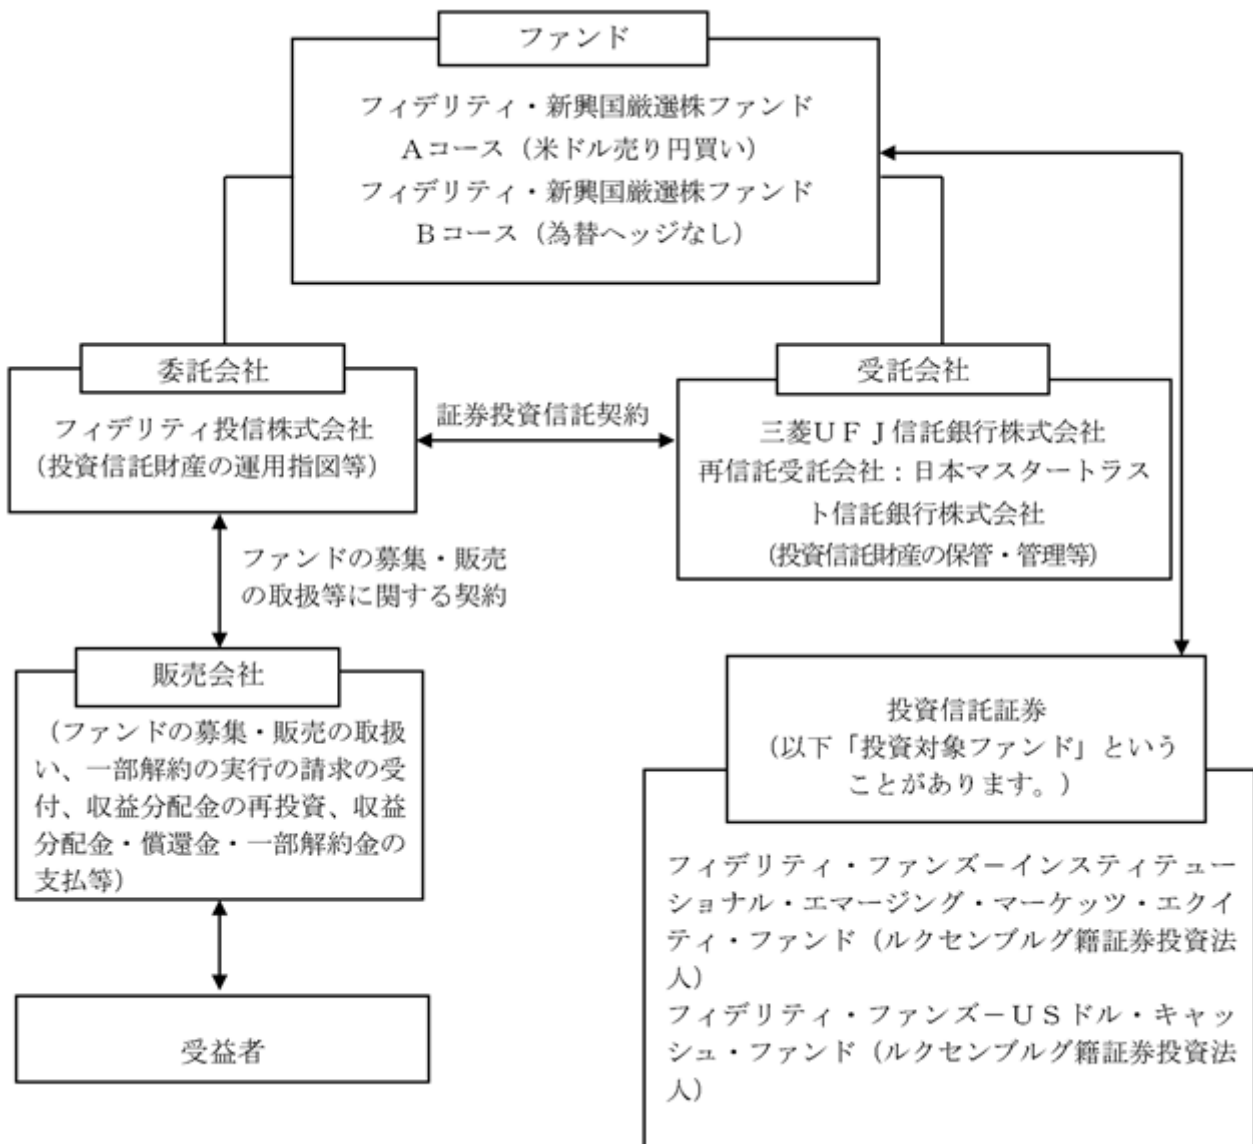 ファンド
フィデリティ・新興国厳選株ファンド
Ａコース（米ドル売り円買い）
フィデリティ・新興国厳選株ファンド
Ｂコース（為替ヘッジなし）
委託会社
フィデリティ投信株式会社
（投資信託財産の運用指図等）
証券投資信託契約
受託会社
三菱ＵＦＪ信託銀行株式会社
再信託受託会社：日本マスタートラス
ト信託銀行株式会社
（投資信託財産の保管・管理等）
ファンドの募集・販売
の取扱等に関する契約
販売会社
（ファンドの募集・販売の取扱
い、一部解約の実行の請求の受
付、収益分配金の再投資、収益
分配金・償還金・一部解約金の
支払等）
受益者
投資信託証券
（以下「投資対象ファンド」という
ことがあります。）
フィデリティ・ファンズ－インスティテュー
ショナル・エマージング・マーケッツ・エクイ
ティ・ファンド（ルクセンブルグ籍証券投資法
人）
フィデリティ・ファンズ－ＵＳドル・キャッ
シュ・ファンド（ルクセンブルグ籍証券投資法
人）